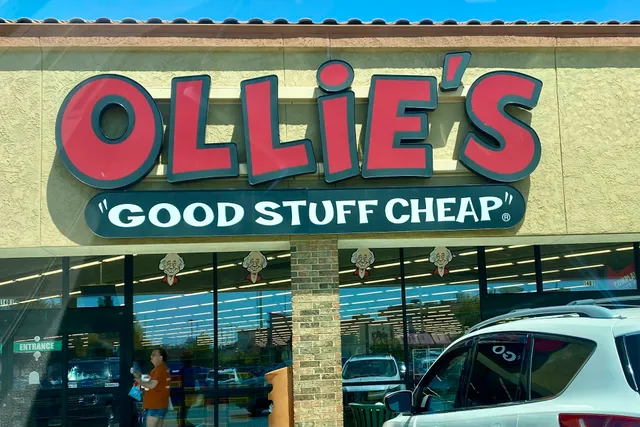 OLLiE'S
"GOOD STUFF CHEAP"®
ENTRANCE